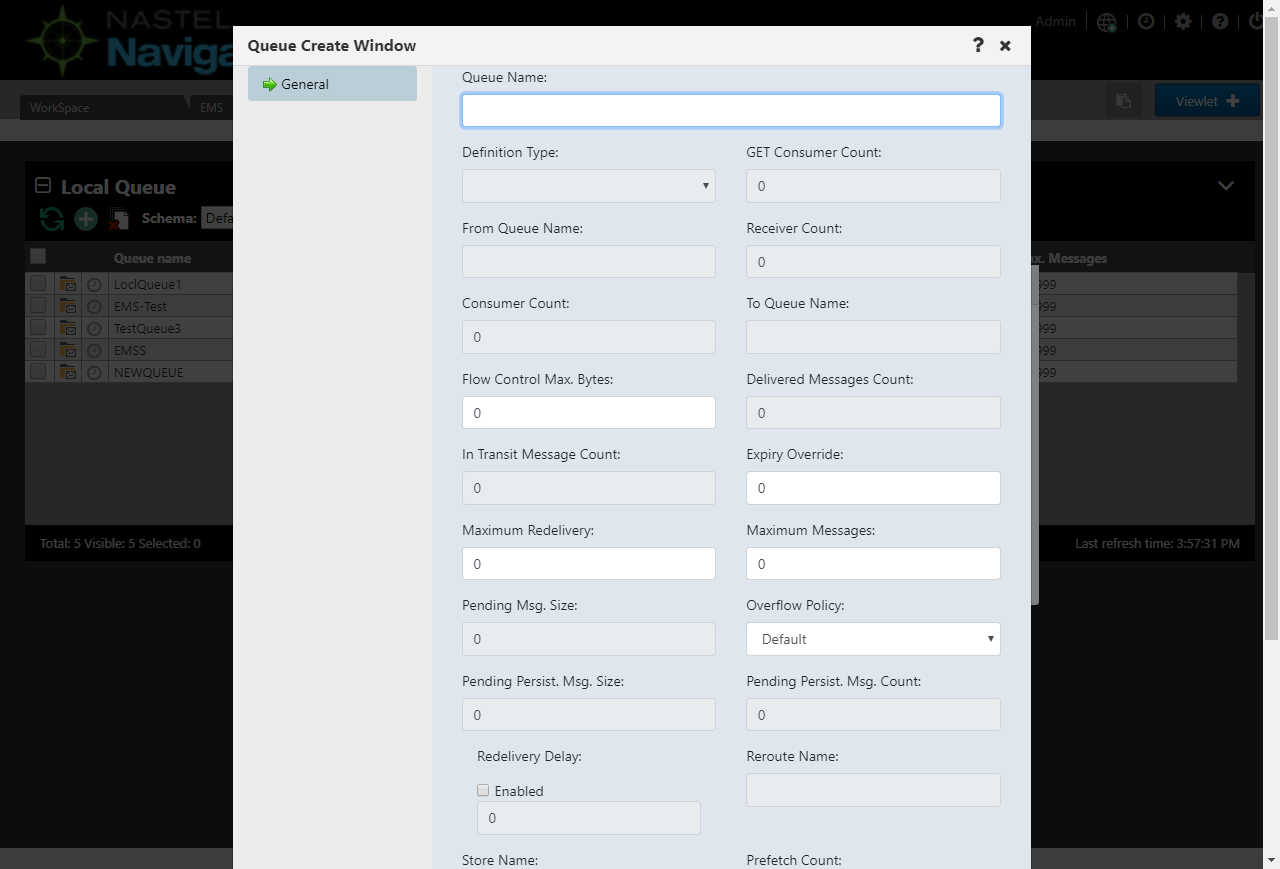 NASTEL
Naviga
Admin
WorkSpace
EMS
Viewlet
Queue Create Window
?
General
Queue Name:
Definition Type:
GET Consumer Count:
0
From Queue Name:
Receiver Count:
0
Consumer Count:
To Queue Name:
0
Flow Control Max. Bytes:
Delivered Messages Count:
0
0
In Transit Message Count:
Expiry Override:
0
0
Maximum Redelivery:
Maximum Messages:
0
0
Pending Msg. Size:
Overflow Policy:
0
Default
Pending Persist. Msg. Size:
Pending Persist. Msg. Count:
0
0
Redelivery Delay:
Reroute Name:
Enabled
0
Store Name:
Prefetch Count:
Local Queue
Schema: Defa
Queue name
x. Messages
LoclQueue1
999
EMS-Test
999
TestQueue3
999
EMSS
999
NEWQUEUE
999
Total: 5 Visible: 5 Selected: 0
Last refresh time: 3:57:31 PM